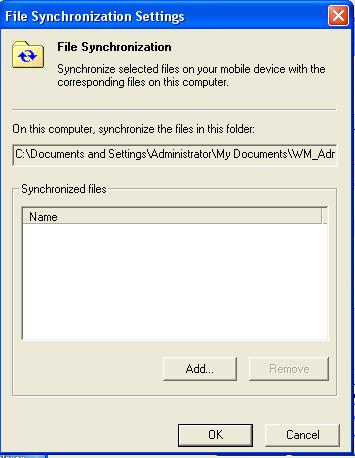 File Synchronization Settings
File Synchronization
Synchronize selected files on your mobile device with the
corresponding files on this computer.
On this computer, synchronize the files in this folder:
C:\Documents and Settings\Administrator\My Documents\WM_Adr
Synchronized files
Name
Add...
Remove
OK
Cancel